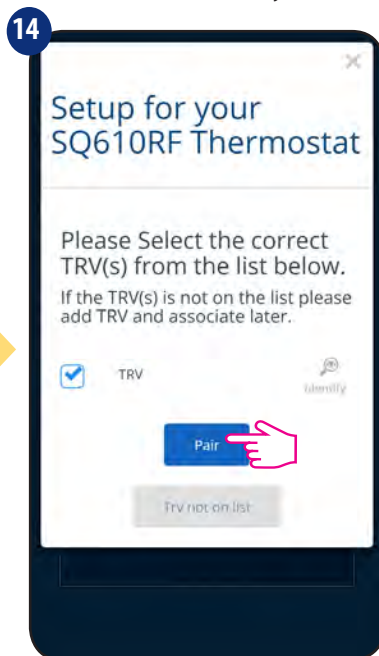 14
Setup for your
SQ610RF Thermostat
Please Select the correct
TRV(s) from the list below.
If the TRV(s) is not on the list please
add TRV and associate later.
TRV
Identify
Pair
Trv not on list